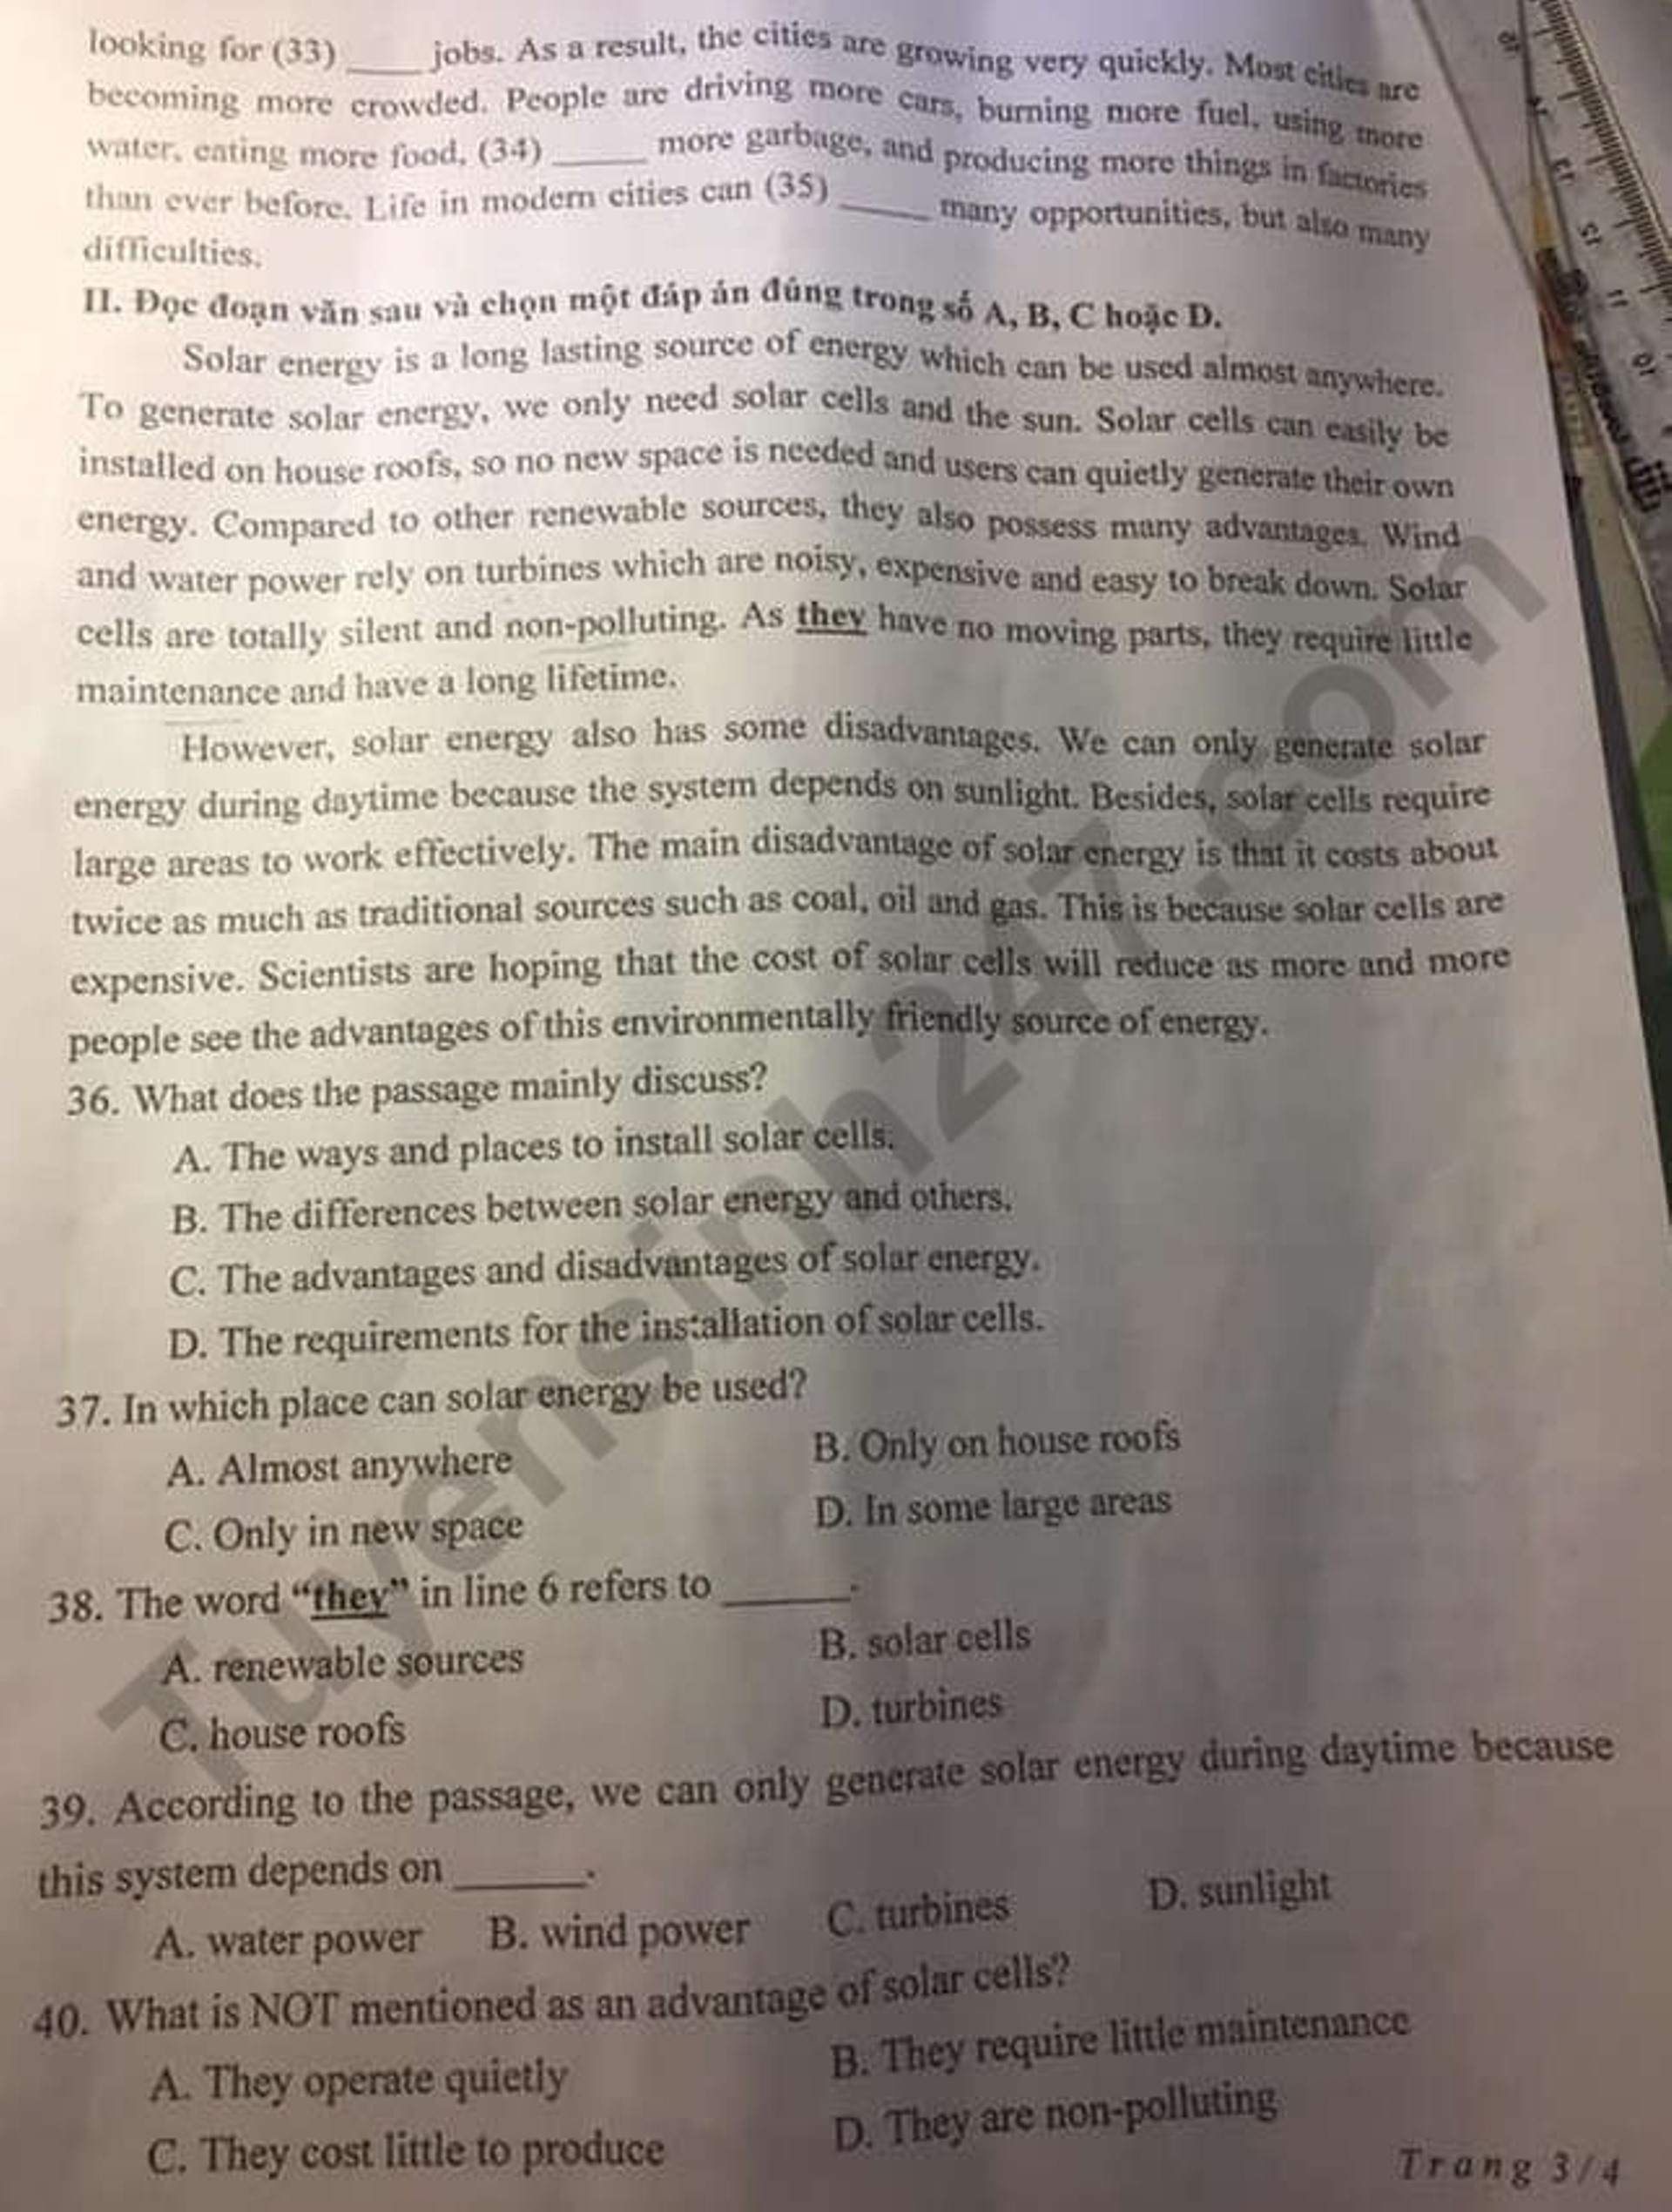 looking for (33) ____ jobs. As a result, the cities are growing very quickly. Most cities are
becoming more crowded. People are driving more cars, burning more fuel, using more
water, eating more food, (34) ____ more garbage, and producing more things in factories
than ever before. Life in modern cities can (35) ____ many opportunities, but also many
difficulties.
II. Đọc đoạn văn sau và chọn một đáp án đúng trong số A, B, C hoặc D.
Solar energy is a long lasting source of energy which can be used almost anywhere.
To generate solar energy, we only need solar cells and the sun. Solar cells can easily be
installed on house roofs, so no new space is needed and users can quietly generate their own
energy. Compared to other renewable sources, they also possess many advantages. Wind
and water power rely on turbines which are noisy, expensive and easy to break down. Solar
cells are totally silent and non-polluting. As they have no moving parts, they require little
maintenance and have a long lifetime.
However, solar energy also has some disadvantages. We can only generate solar
energy during daytime because the system depends on sunlight. Besides, solar cells require
large areas to work effectively. The main disadvantage of solar energy is that it costs about
twice as much as traditional sources such as coal, oil and gas. This is because solar cells are
expensive. Scientists are hoping that the cost of solar cells will reduce as more and more
people see the advantages of this environmentally friendly source of energy.
36. What does the passage mainly discuss?
A. The ways and places to install solar cells.
B. The differences between solar energy and others.
C. The advantages and disadvantages of solar energy.
D. The requirements for the installation of solar cells.
37. In which place can solar energy be used?
A. Almost anywhere B. Only on house roofs
C. Only in new space D. In some large areas
38. The word “they” in line 6 refers to ______.
A. renewable sources B. solar cells
C. house roofs D. turbines
39. According to the passage, we can only generate solar energy during daytime because
this system depends on ______.
A. water power B. wind power C. turbines D. sunlight
40. What is NOT mentioned as an advantage of solar cells?
A. They operate quietly B. They require little maintenance
C. They cost little to produce D. They are non-polluting
Trang 3/4
Tuyensinh247.com